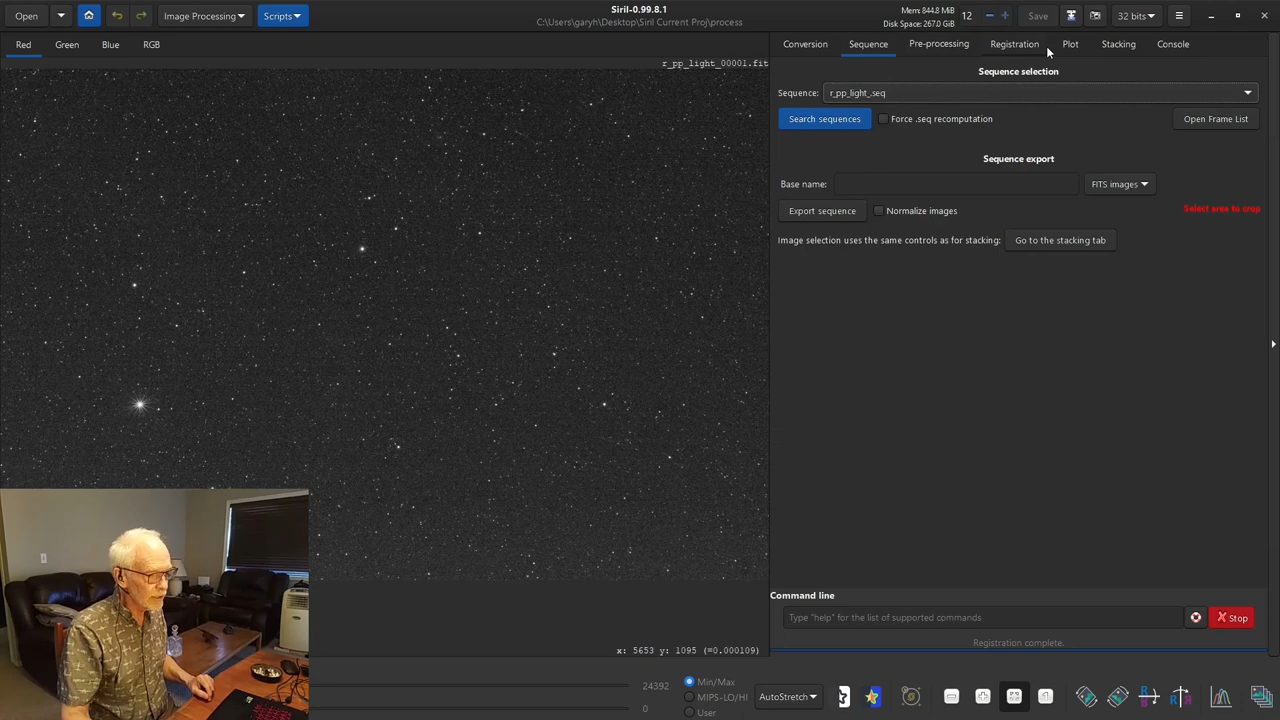 Open
Image Processing
Scripts
Siril-0.99.8.1
C:\Users\garyh\Desktop\Siril Current Proj\process
Mem: 844.8 MiB
Disk Space: 267.0 GiB
12
Save
32 bits
Red
Green
Blue
RGB
r_pp_light_00001.fit
Conversion
Sequence
Pre-processing
Registration
Plot
Stacking
Console
Sequence selection
Sequence:
r_pp_light_.seq
Search sequences
Force .seq recomputation
Open Frame List
Sequence export
Base name:
FITS images
Export sequence
Normalize images
Select area to crop
Image selection uses the same controls as for stacking:
Go to the stacking tab
Command line
Type "help" for the list of supported commands
Stop
Registration complete.
x: 5653 y: 1095 (=0.000109)
24392
0
Min/Max
MIPS-LO/HI
User
AutoStretch